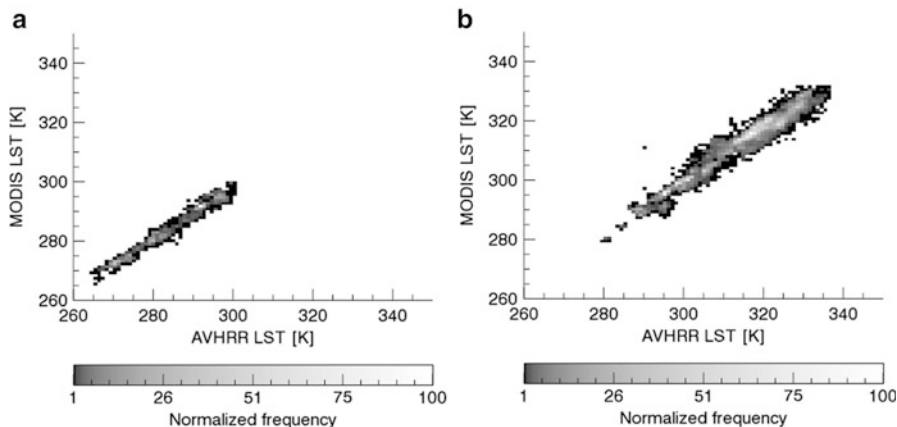 a
MODIS LST [K]
340
320
300
280
260
260 280 300 320 340
AVHRR LST [K]
1 26 51 75 100
Normalized frequency
b
MODIS LST [K]
340
320
300
280
260
260 280 300 320 340
AVHRR LST [K]
1 26 51 75 100
Normalized frequency